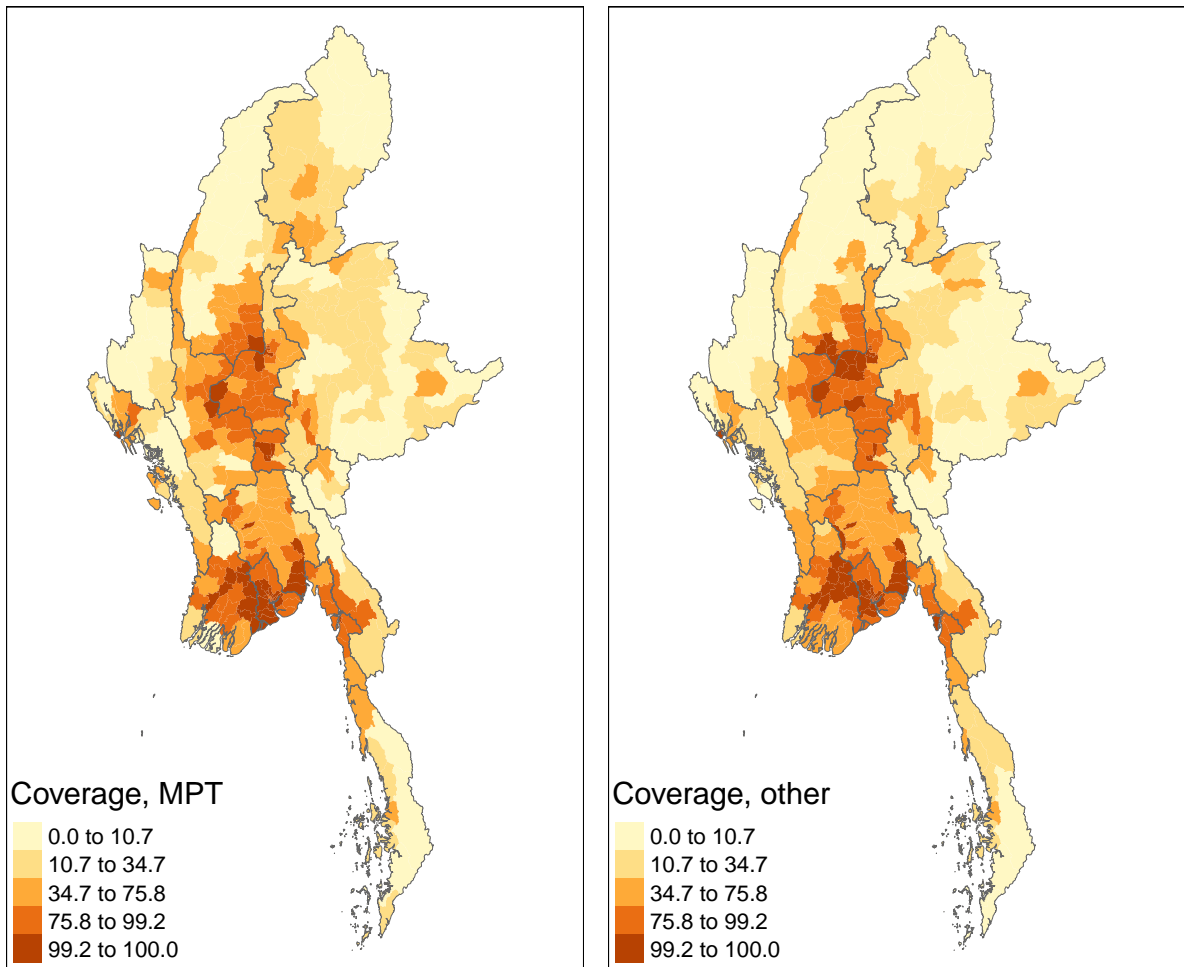 Coverage, MPT
0.0 to 10.7
10.7 to 34.7
34.7 to 75.8
75.8 to 99.2
99.2 to 100.0
Coverage, other
0.0 to 10.7
10.7 to 34.7
34.7 to 75.8
75.8 to 99.2
99.2 to 100.0